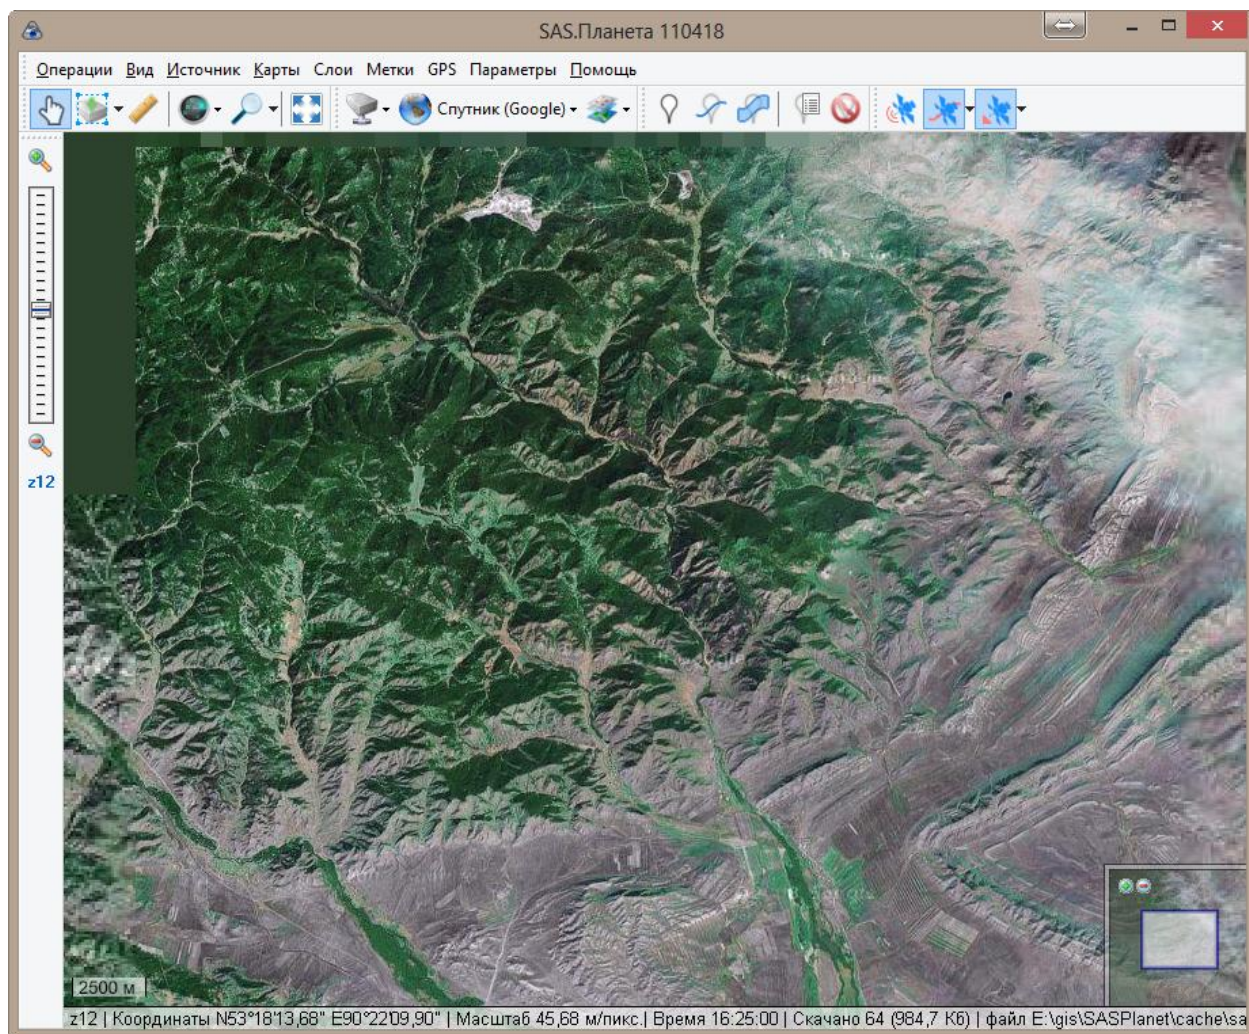 SAS.Планета 110418
Операции Вид Источник Карты Слои Метки GPS Параметры Помощь
Спутник (Google)
z12
2500 м
z12 | Координаты N53°18'13,68" E90°22'09,90" | Масштаб 45,68 м/пикс.| Время 16:25:00 | Скачано 64 (984,7 Кб) | файл E:\gis\SASPlanet\cache\sa